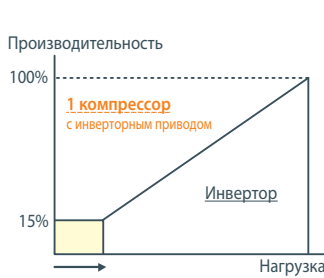 Производительность
100%
1 компрессор
с инверторным приводом
Инвертор
15%
Нагрузка